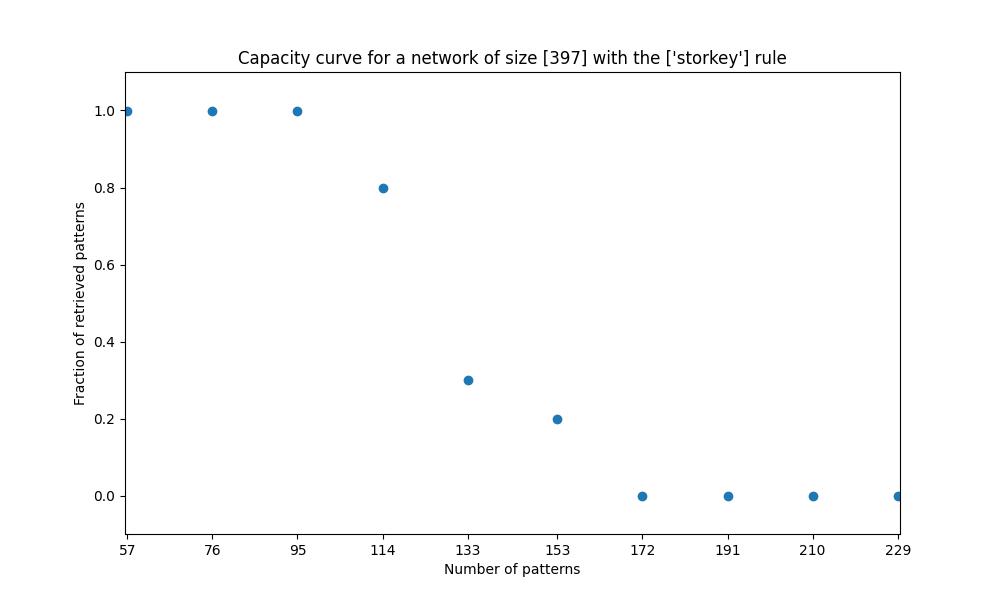 Capacity curve for a network of size [397] with the ['storkey'] rule
Fraction of retrieved patterns
1.0
0.8
0.6
0.4
0.2
0.0
57 76 95 114 133 153 172 191 210 229
Number of patterns